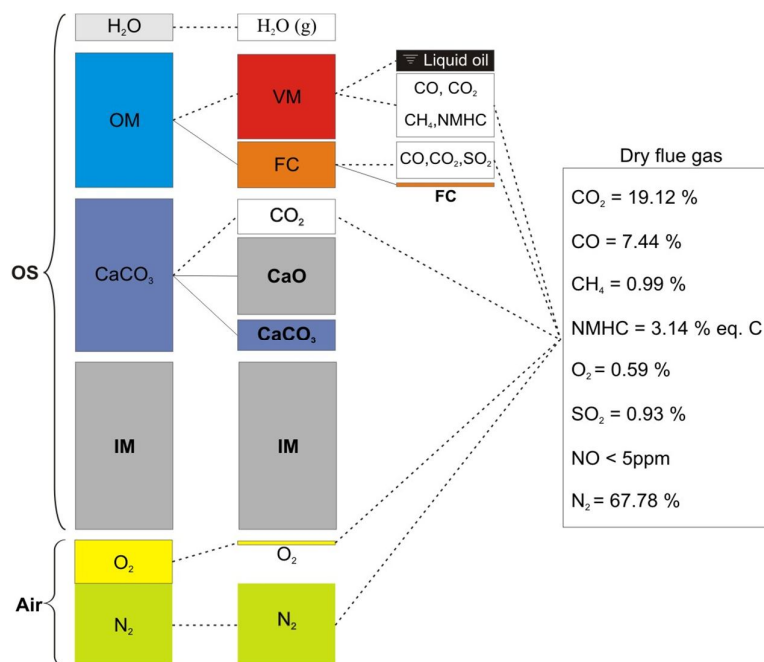 H₂O
H₂O (g)
Liquid oil
CO, CO₂
CH₄,NMHC
OM
VM
FC
CO,CO₂,SO₂
FC
Dry flue gas
CO₂ = 19.12 %
CO = 7.44 %
CH₄ = 0.99 %
NMHC = 3.14 % eq. C
O₂ = 0.59 %
SO₂ = 0.93 %
NO < 5ppm
N₂ = 67.78 %
OS
CaCO₃
CO₂
CaO
CaCO₃
IM
IM
Air
O₂
O₂
N₂
N₂